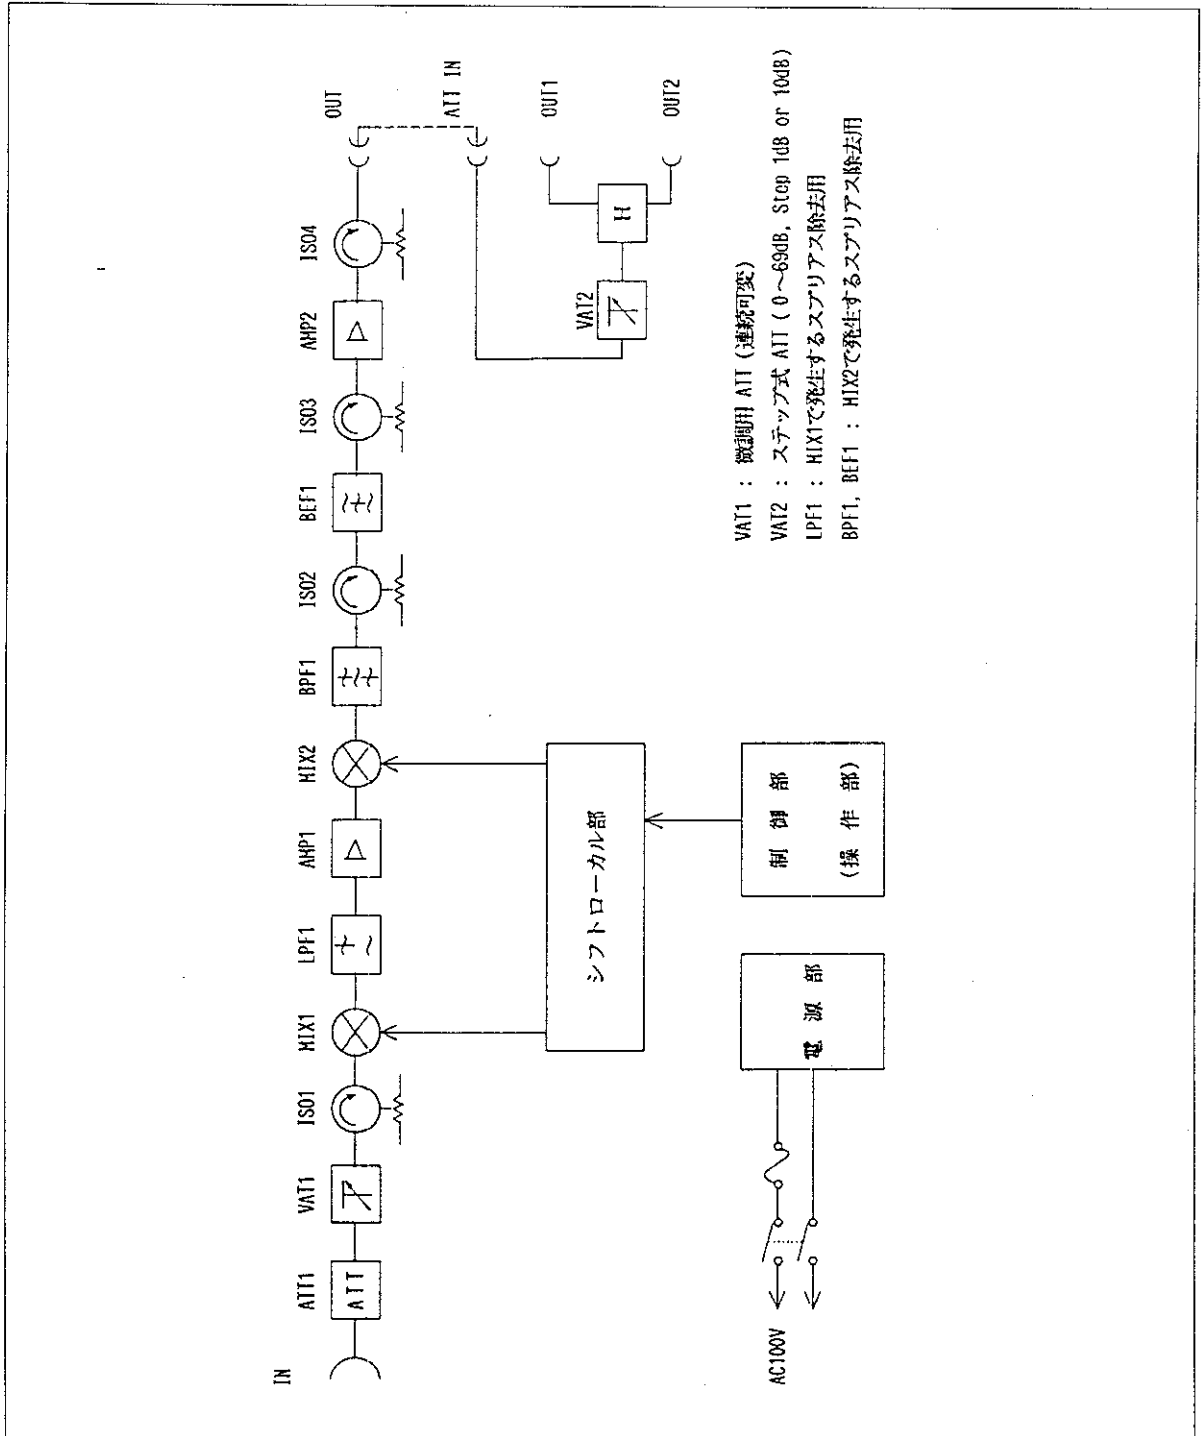 IN
ATT1
ATT
VAT1
ISO1
MIX1
LPF1
AMP1
MIX2
BPF1
ISO2
BEF1
ISO3
AMP2
ISO4
OUT
ATT IN
VAT2
H
OUT1
OUT2
シフトローカル部
制御部
(操作部)
電源部
AC100V
VAT1 : 微調用 ATT (連続可変)
VAT2 : ステップ式 ATT (0～69dB, Step 1dB or 10dB)
LPF1 : MIX1で発生するスプリアス除去用
BPF1, BEF1 : MIX2で発生するスプリアス除去用